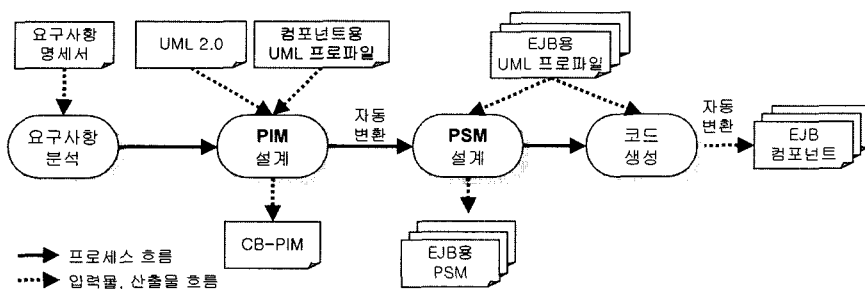 요구사항
명세서
UML 2.0
컴포넌트용
UML 프로파일
EJB용
UML 프로파일
요구사항
분석
PIM
설계
자동
변환
PSM
설계
코드
생성
자동
변환
EJB
컴포넌트
CB-PIM
EJB용
PSM
프로세스 흐름
입력물, 산출물 흐름